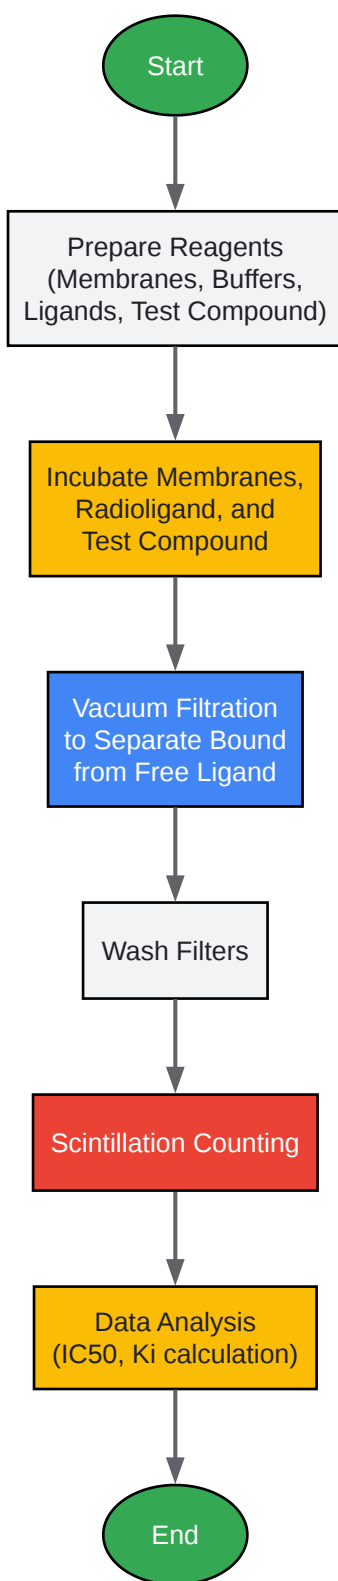 Start
Prepare Reagents
(Membranes, Buffers,
Ligands, Test Compound)
Incubate Membranes,
Radioligand, and
Test Compound
Vacuum Filtration
to Separate Bound
from Free Ligand
Wash Filters
Scintillation Counting
Data Analysis
(IC50, Ki calculation)
End